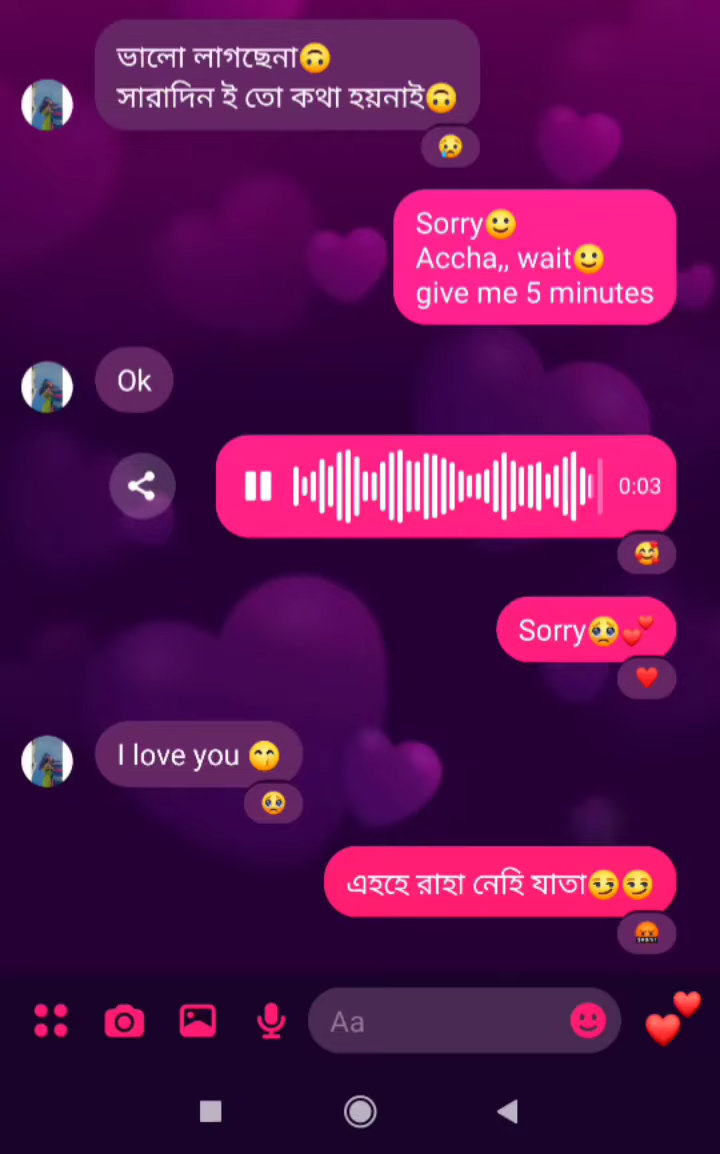 ভালো লাগছেনা🙃
সারাদিন ই তো কথা হয়নাই🙃
Sorry🙂
Accha,, wait🙂
give me 5 minutes
Ok
0:03
Sorry🥺💕
I love you 😙
এহহে রাহা নেহি যাতা😏😏
Aa